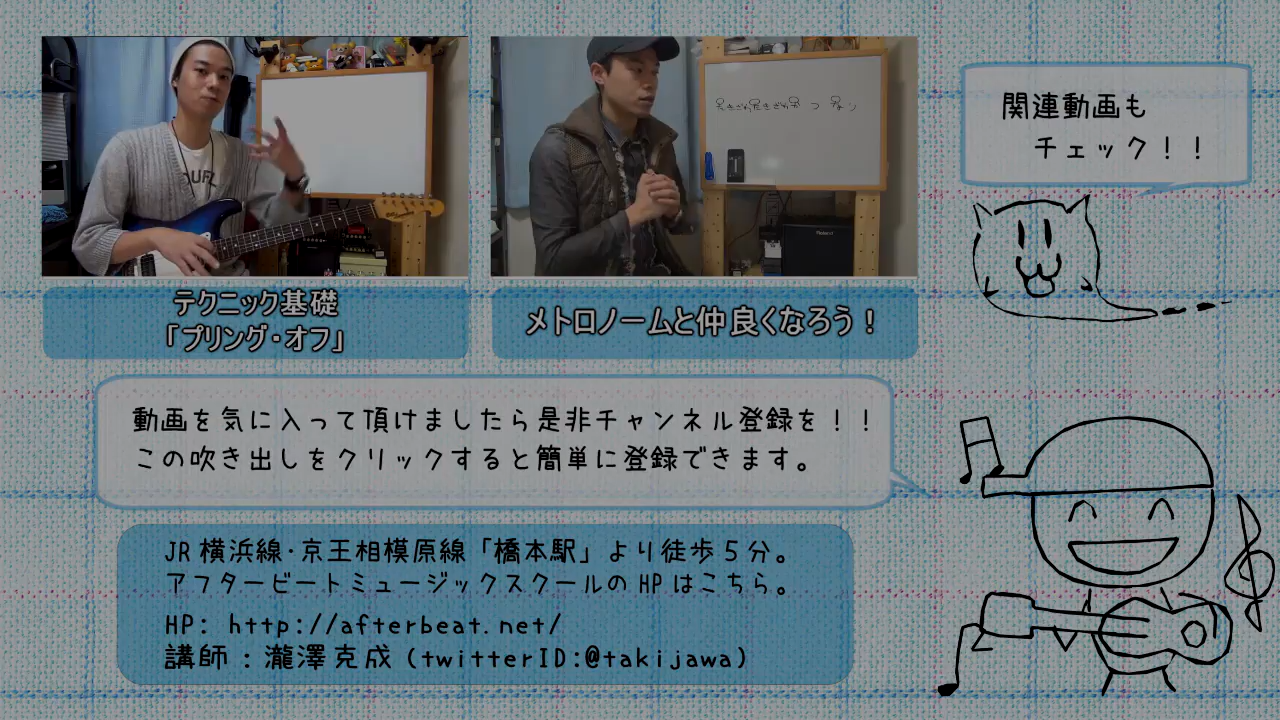 関連動画も
チェック！！
テクニック基礎
「プリング・オフ」
メトロノームと仲良くなろう！
動画を気に入って頂けましたら是非チャンネル登録を！！
この吹き出しをクリックすると簡単に登録できます。
JR横浜線・京王相模原線「橋本駅」より徒歩５分。
アフタービートミュージックスクールのHPはこちら。
HP: http://afterbeat.net/
講師：瀧澤克成 (twitterID:@takijawa)